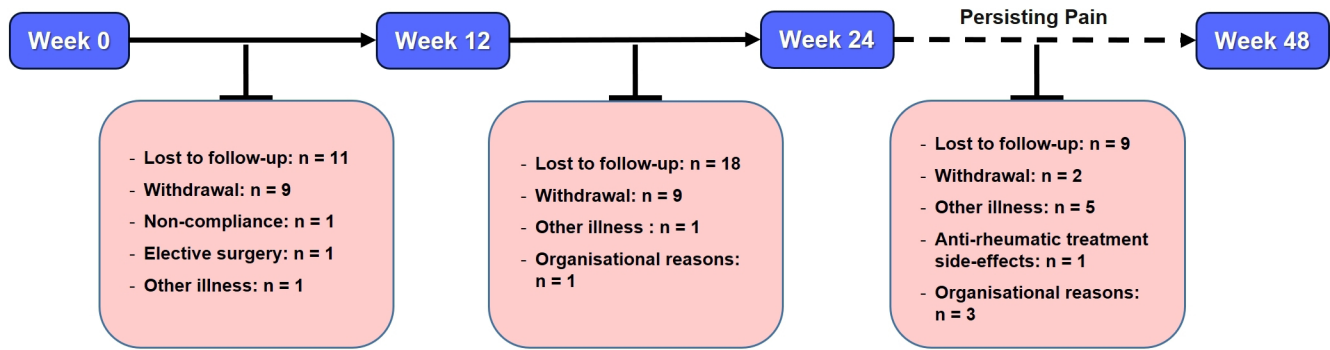 Persisting Pain
Week 0
Week 12
Week 24
Week 48
- Lost to follow-up: n = 11
- Withdrawal: n = 9
- Non-compliance: n = 1
- Elective surgery: n = 1
- Other illness: n = 1
- Lost to follow-up: n = 18
- Withdrawal: n = 9
- Other illness : n = 1
- Organisational reasons:
n = 1
- Lost to follow-up: n = 9
- Withdrawal: n = 2
- Other illness: n = 5
- Anti-rheumatic treatment
side-effects: n = 1
- Organisational reasons:
n = 3